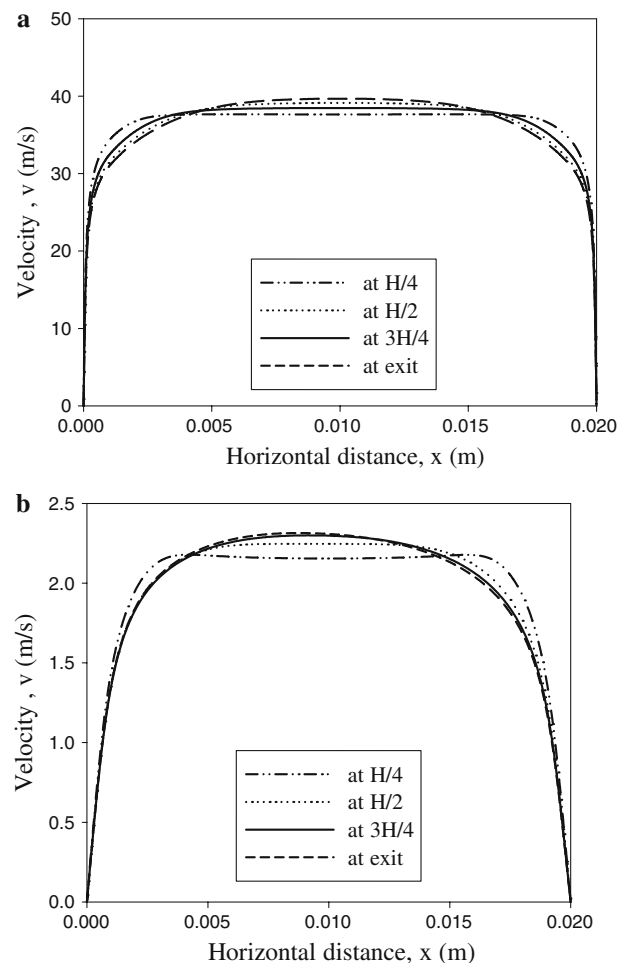 a
50
40
30
20
10
0
Velocity , v (m/s)
at H/4
at H/2
at 3H/4
at exit
0.000 0.005 0.010 0.015 0.020
Horizontal distance, x (m)
b
2.5
2.0
1.5
1.0
0.5
0.0
Velocity , v (m/s)
at H/4
at H/2
at 3H/4
at exit
0.000 0.005 0.010 0.015 0.020
Horizontal distance, x (m)